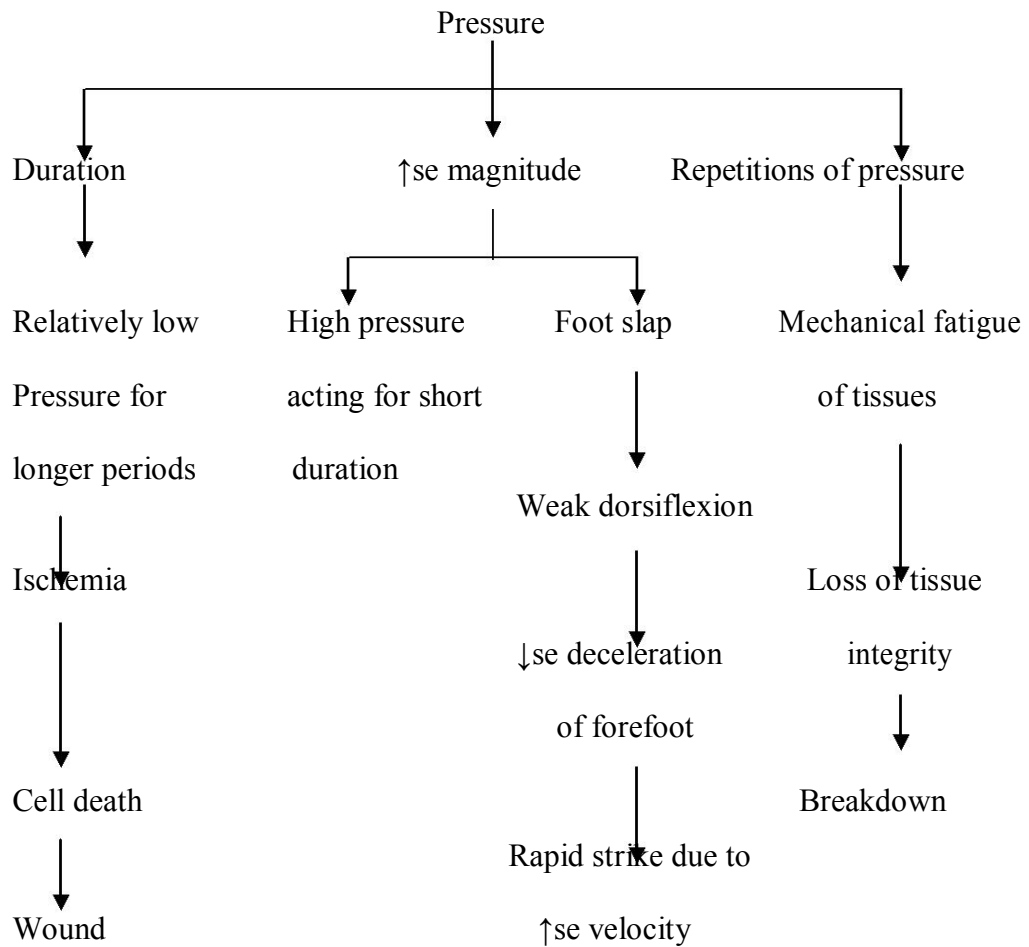 Pressure
Duration
↑se magnitude
Repetitions of pressure
Relatively low
Pressure for
longer periods
Ischemia
Cell death
Wound
High pressure
acting for short
duration
Foot slap
Weak dorsiflexion
↓se deceleration
of forefoot
Rapid strike due to
↑se velocity
Mechanical fatigue
of tissues
Loss of tissue
integrity
Breakdown